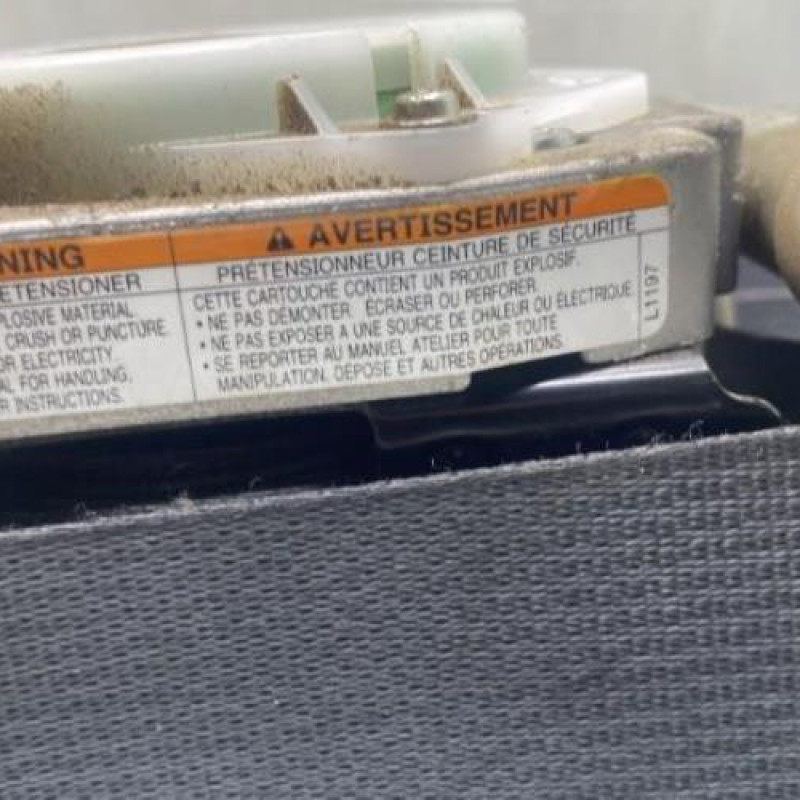 NING
ETENSIONER
PLOSIVE MATERIAL
CRUSH OR PUNCTURE.
OR ELECTRICITY.
AL FOR HANDLING,
R INSTRUCTIONS.
⚠ AVERTISSEMENT
PRÉTENSIONNEUR CEINTURE DE SÉCURITÉ
CETTE CARTOUCHE CONTIENT UN PRODUIT EXPLOSIF.
• NE PAS DÉMONTER ÉCRASER OU PERFORER
• NE PAS EXPOSER A UNE SOURCE DE CHALEUR OU ÉLECTRIQUE.
• SE REPORTER AU MANUEL ATELIER POUR TOUTE
MANIPULATION, DEPOSE ET AUTRES OPÉRATIONS.
L1197